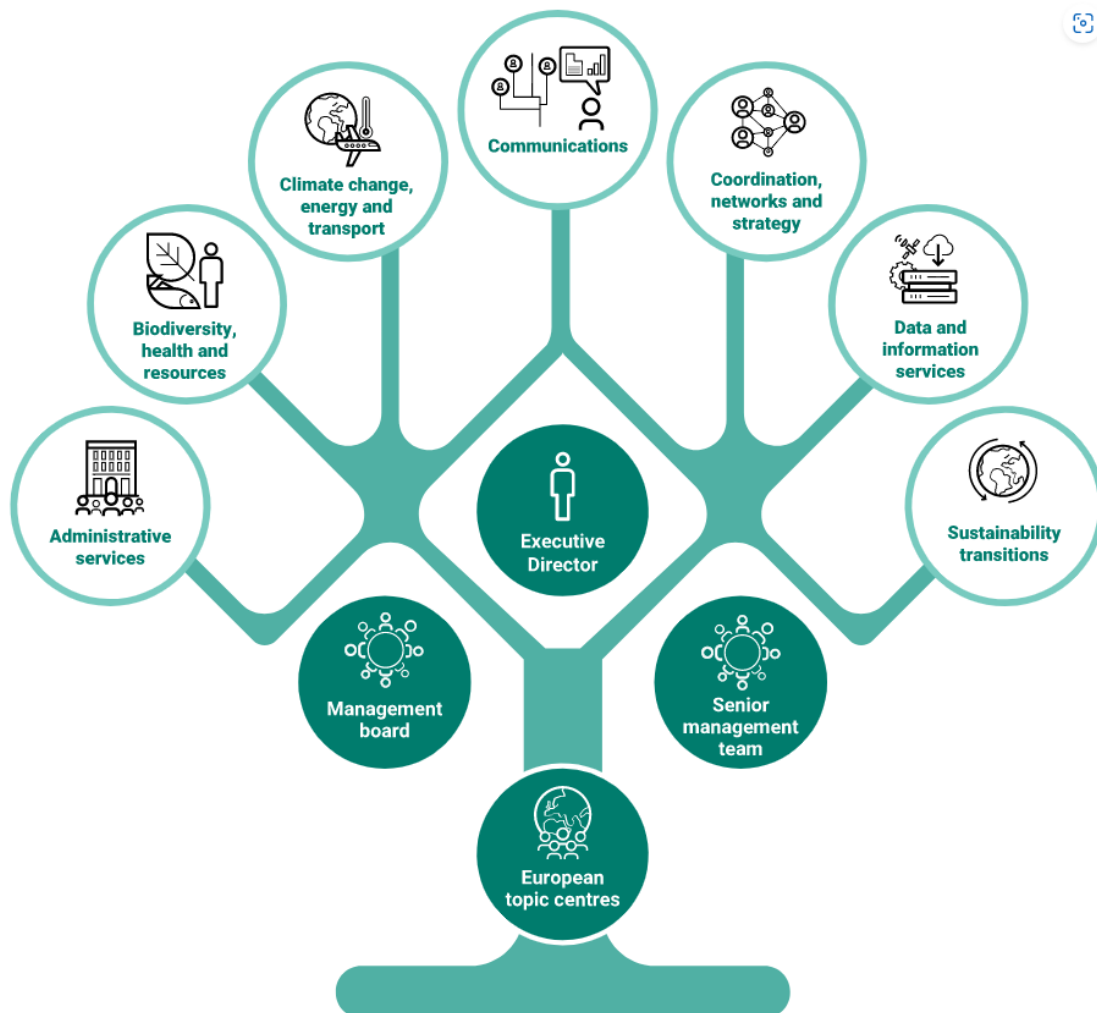 Communications
Climate change,
energy and
transport
Coordination,
networks and
strategy
Biodiversity,
health and
resources
Data and
information
services
Administrative
services
Executive
Director
Sustainability
transitions
Management
board
Senior
management
team
European
topic centres